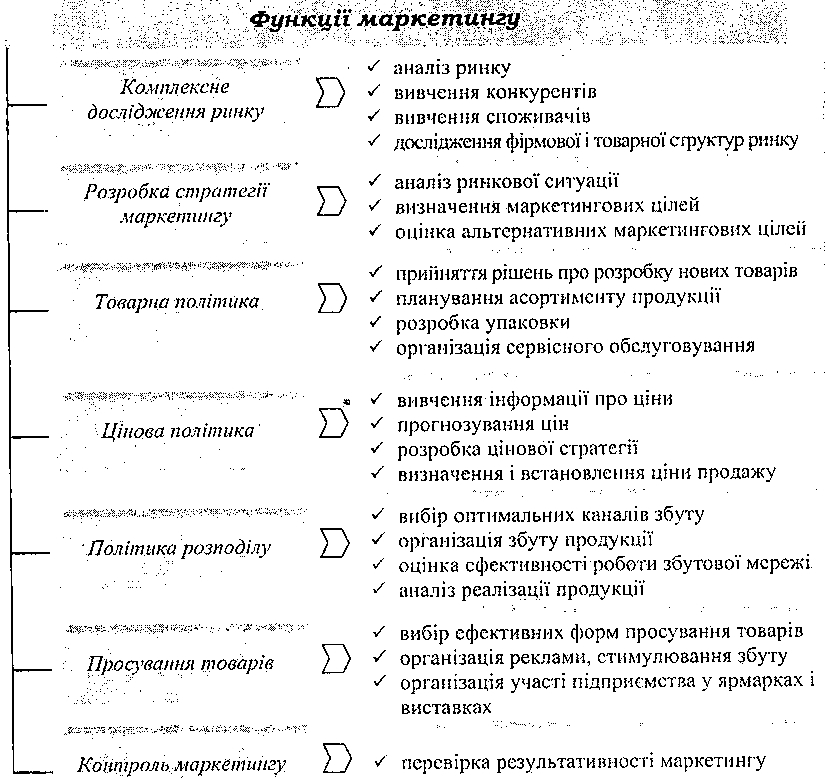 Функції маркетингу
Комплексне
дослідження ринку
✓ аналіз ринку
✓ вивчення конкурентів
✓ вивчення споживачів
✓ дослідження фірмової і товарної структур ринку
Розробка стратегії
маркетингу
✓ аналіз ринкової ситуації
✓ визначення маркетингових цілей
✓ оцінка альтернативних маркетингових цілей
Товарна політика
✓ прийняття рішень про розробку нових товарів
✓ планування асортименту продукції
✓ розробка упаковки
✓ організація сервісного обслуговування
Цінова політика
✓ вивчення інформації про ціни
✓ прогнозування цін
✓ розробка цінової стратегії
✓ визначення і встановлення ціни продажу
Політика розподілу
✓ вибір оптимальних каналів збуту
✓ організація збуту продукції
✓ оцінка ефективності роботи збутової мережі
✓ аналіз реалізації продукції
Просування товарів
✓ вибір ефективних форм просування товарів
✓ організація реклами, стимулювання збуту
✓ організація участі підприємства у ярмарках і
виставках
Контроль маркетингу
✓ перевірка результативності маркетингу